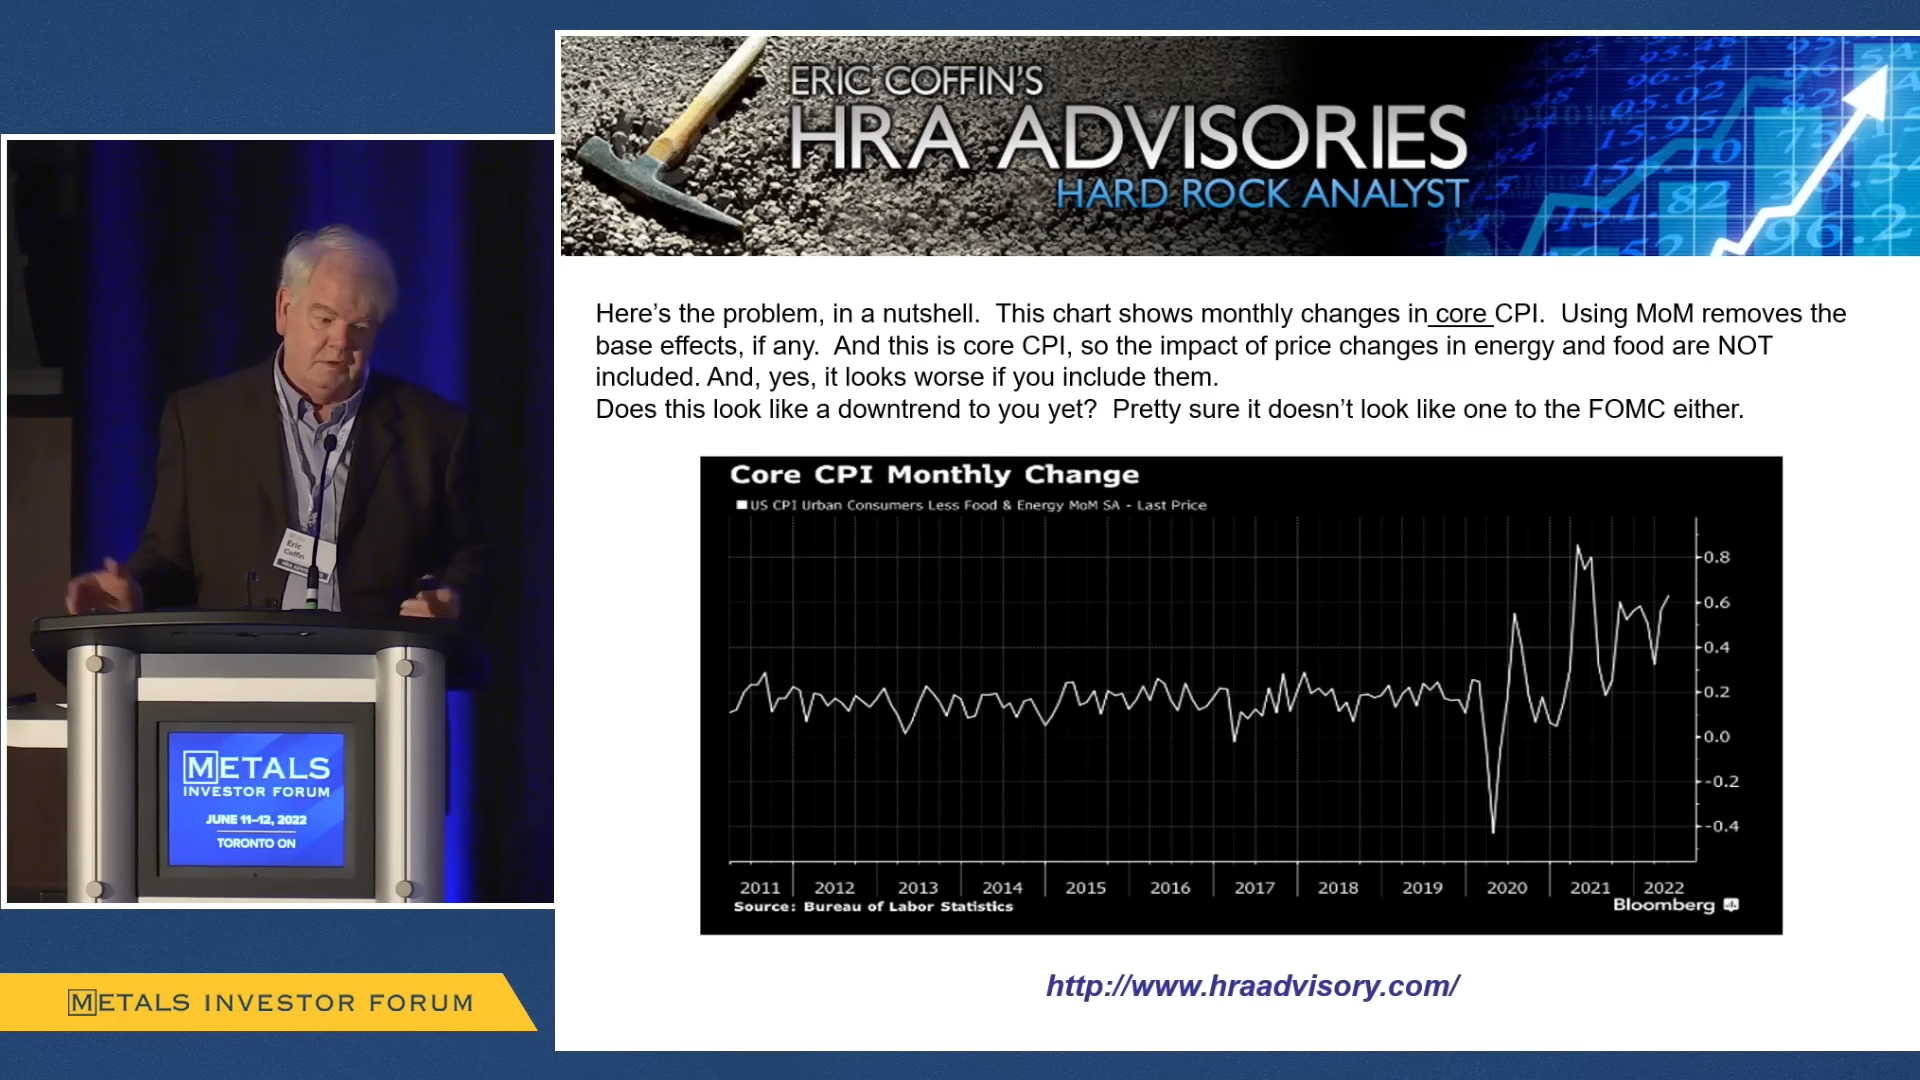 ERIC COFFIN'S
HRA ADVISORIES
HARD ROCK ANALYST
Here's the problem, in a nutshell.  This chart shows monthly changes in core CPI.  Using MoM removes the
base effects, if any.  And this is core CPI, so the impact of price changes in energy and food are NOT
included. And, yes, it looks worse if you include them.
Does this look like a downtrend to you yet?  Pretty sure it doesn't look like one to the FOMC either.
Core CPI Monthly Change
US CPI Urban Consumers Less Food & Energy MoM SA - Last Price
0.8
0.6
0.4
0.2
0.0
-0.2
-0.4
2011 2012 2013 2014 2015 2016 2017 2018 2019 2020 2021 2022
Source: Bureau of Labor Statistics
Bloomberg
http://www.hraadvisory.com/
Eric
Coffin
METALS
INVESTOR FORUM
JUNE 11-12, 2022
TORONTO ON
METALS INVESTOR FORUM